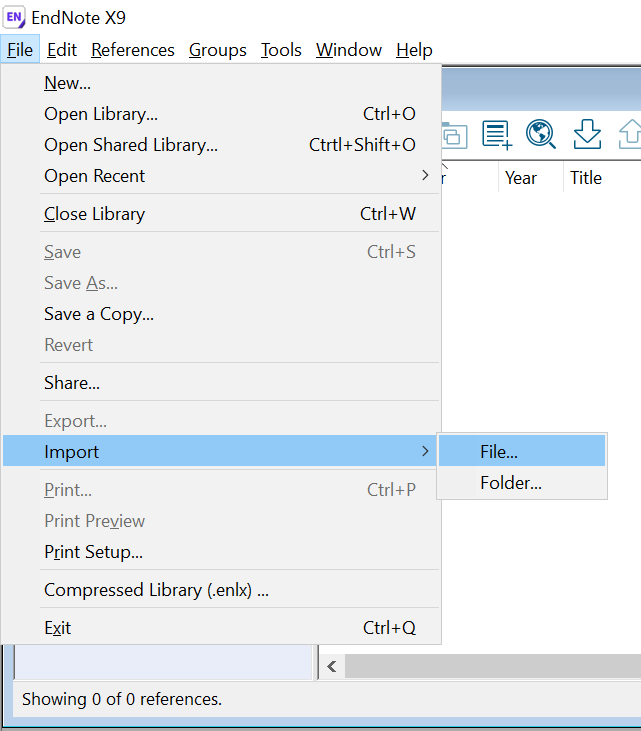 EN EndNote X9
File Edit References Groups Tools Window Help
New...
Open Library... Ctrl+O
Open Shared Library... Ctrtl+Shift+O
Open Recent
r Year Title
Close Library Ctrl+W
Save Ctrl+S
Save As...
Save a Copy...
Revert
Share...
Export...
Import
File...
Folder...
Print... Ctrl+P
Print Preview
Print Setup...
Compressed Library (.enlx) ...
Exit Ctrl+Q
Showing 0 of 0 references.